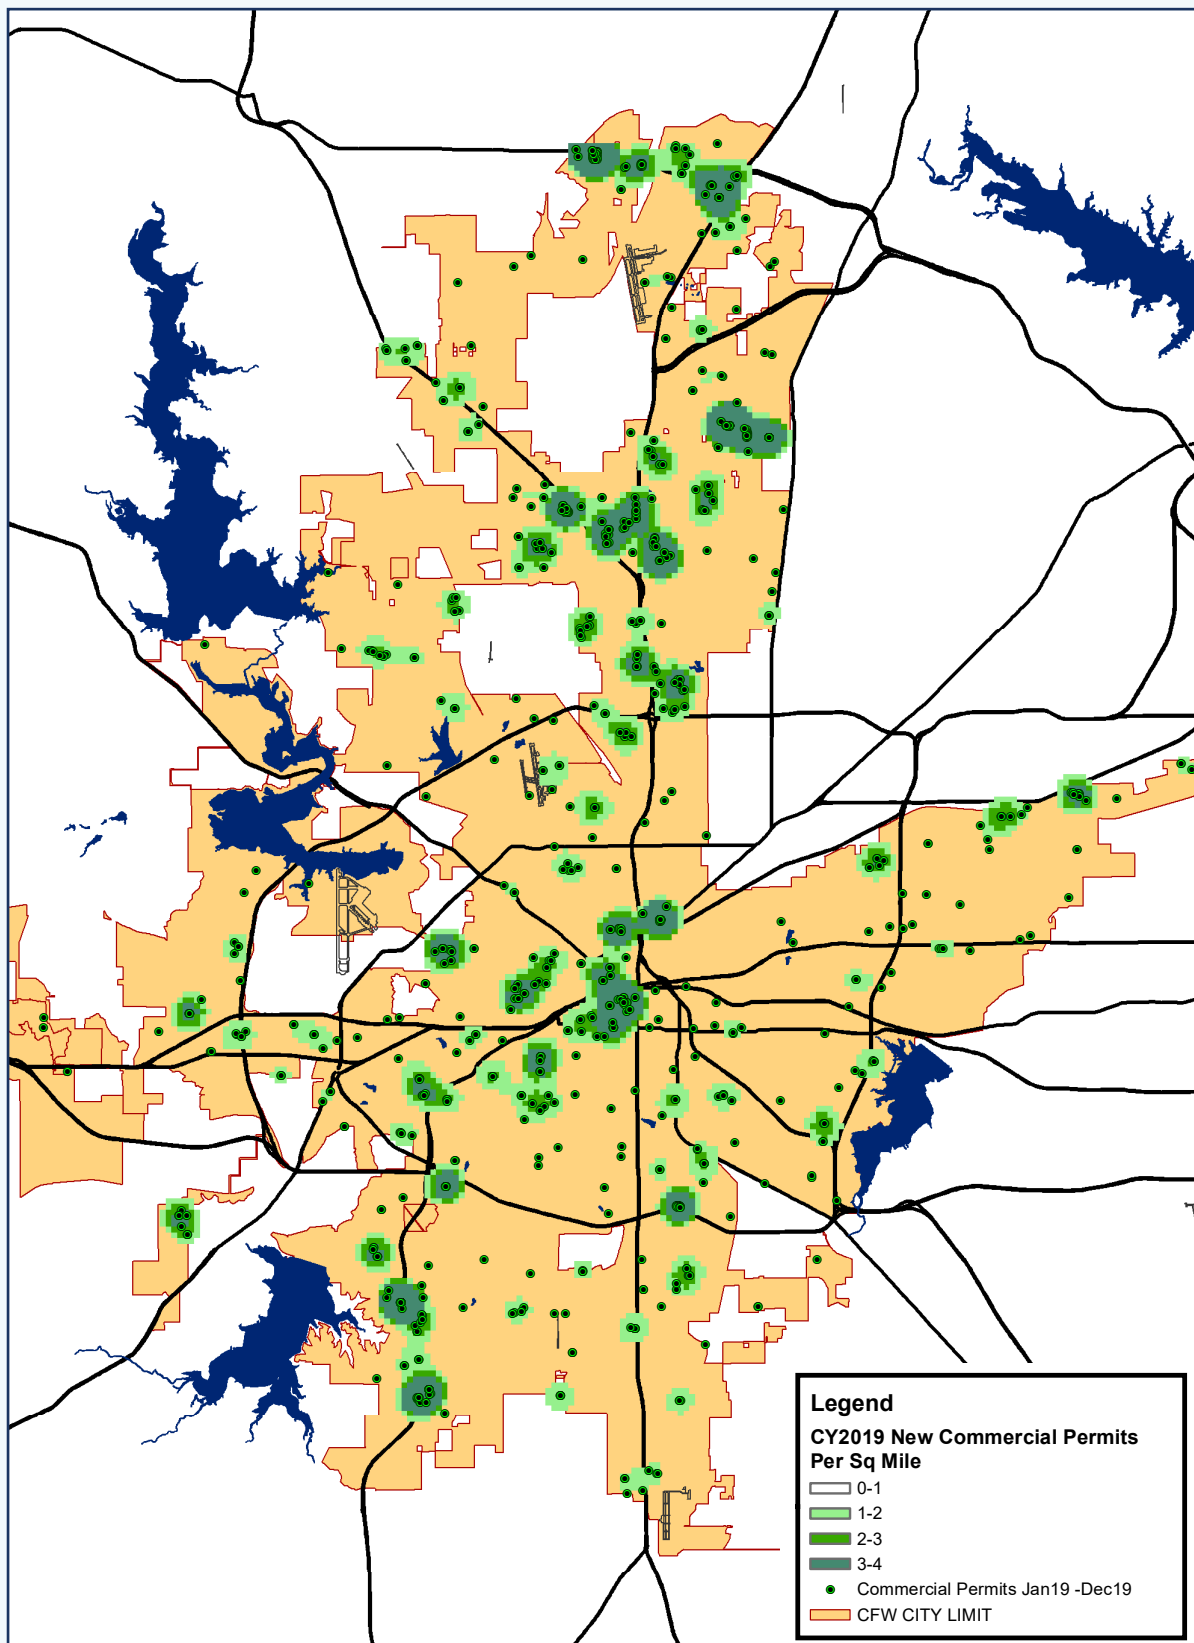 Legend
CY2019 New Commercial Permits
Per Sq Mile
0-1
1-2
2-3
3-4
Commercial Permits Jan19 -Dec19
CFW CITY LIMIT